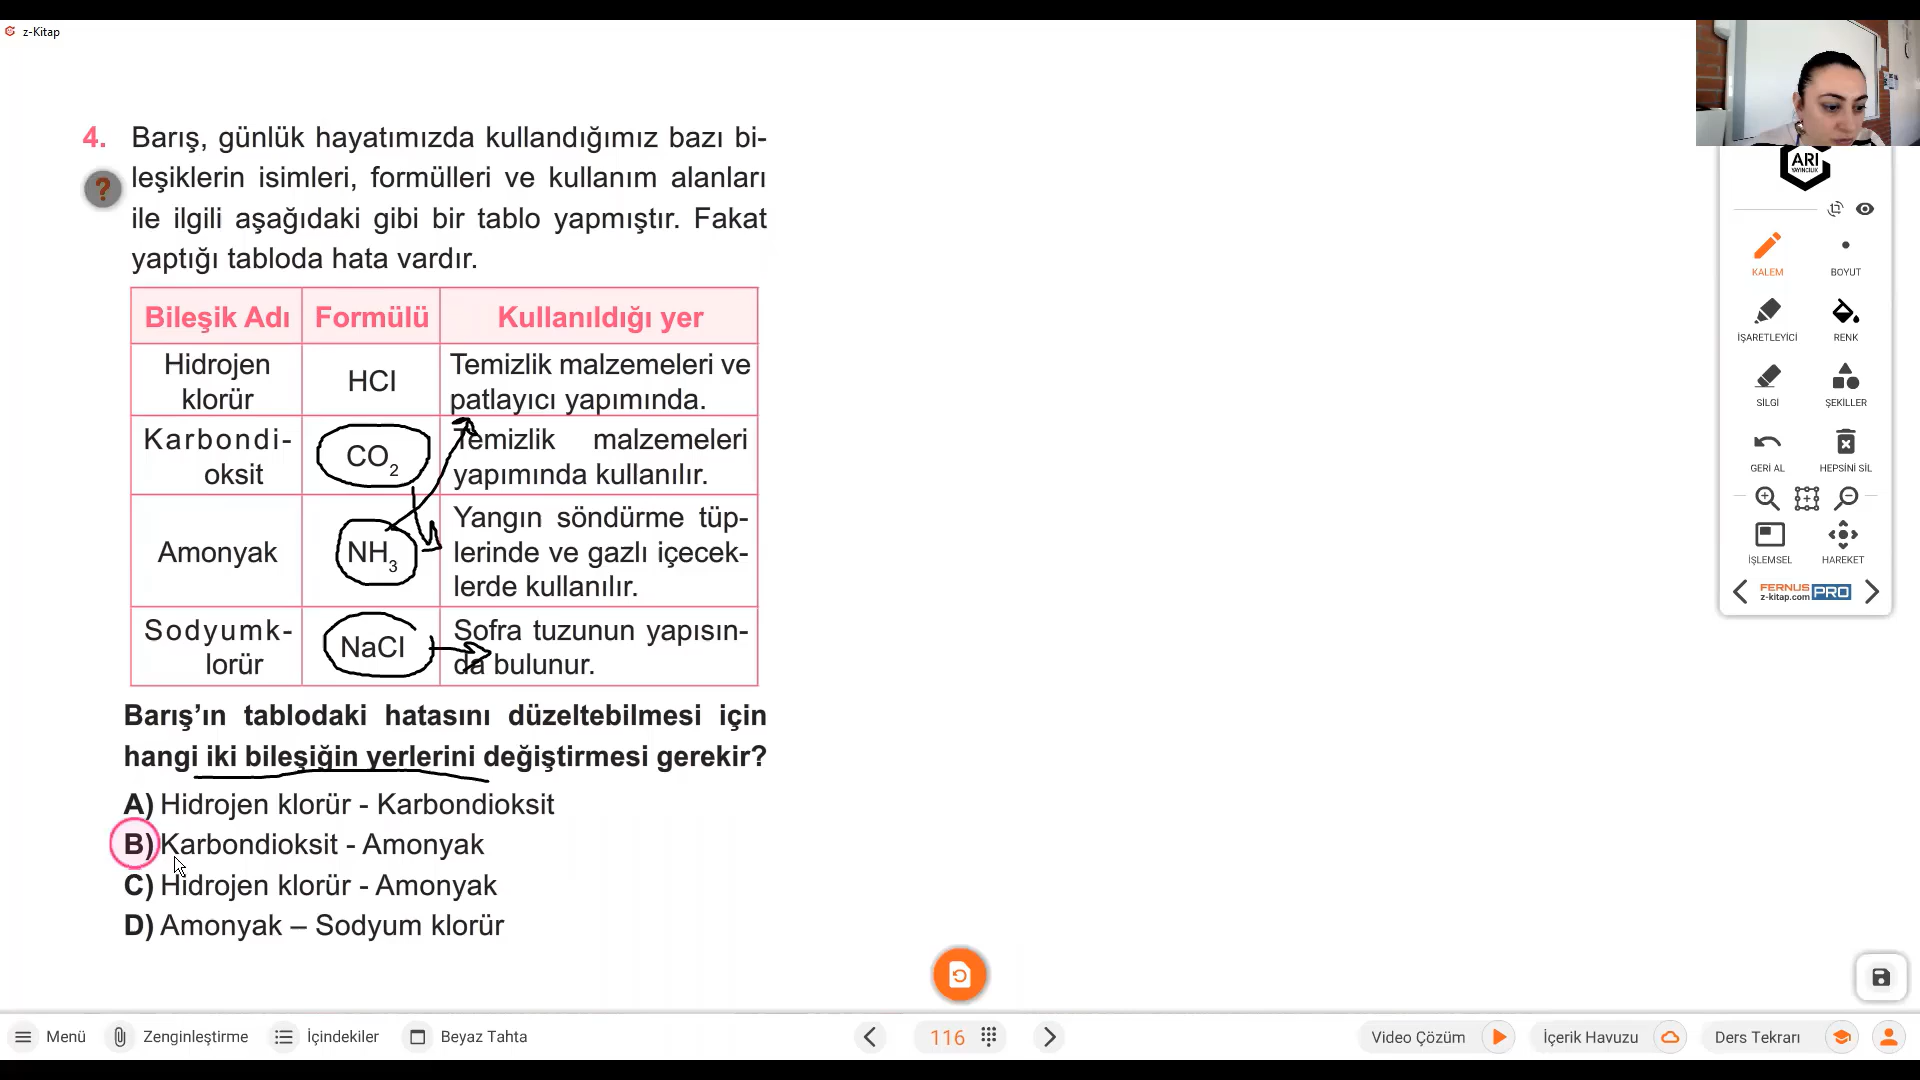 z-Kitap
4. Barış, günlük hayatımızda kullandığımız bazı bi-
leşiklerin isimleri, formülleri ve kullanım alanları
ile ilgili aşağıdaki gibi bir tablo yapmıştır. Fakat
yaptığı tabloda hata vardır.
?
Bileşik Adı Formülü Kullanıldığı yer
Hidrojen
klorür
HCl
Temizlik malzemeleri ve
patlayıcı yapımında.
Karbondi-
oksit
CO2
Temizlik malzemeleri
yapımında kullanılır.
Amonyak
NH3
Yangın söndürme tüp-
lerinde ve gazlı içecek-
lerde kullanılır.
Sodyumk-
lorür
NaCl
Sofra tuzunun yapısın-
da bulunur.
Barış’ın tablodaki hatasını düzeltebilmesi için
hangi iki bileşiğin yerlerini değiştirmesi gerekir?
A) Hidrojen klorür - Karbondioksit
B) Karbondioksit - Amonyak
C) Hidrojen klorür - Amonyak
D) Amonyak – Sodyum klorür
ARI
YAYINCILIK
KALEM BOYUT
İŞARETLEYİCİ RENK
SİLGİ ŞEKİLLER
GERİ AL HEPSİNİ SİL
İŞLEMSEL HAREKET
FERNUS
z-kitap.com PRO
Menü Zenginleştirme İçindekiler Beyaz Tahta 116 Video Çözüm İçerik Havuzu Ders Tekrarı